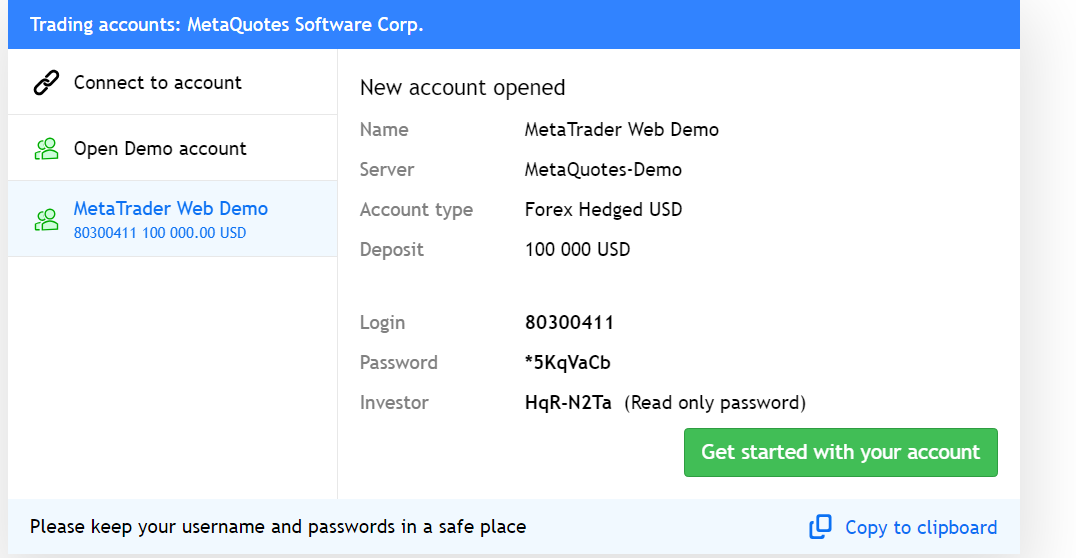 Trading accounts: MetaQuotes Software Corp.
Connect to account
Open Demo account
MetaTrader Web Demo
80300411 100 000.00 USD
New account opened
Name MetaTrader Web Demo
Server MetaQuotes-Demo
Account type Forex Hedged USD
Deposit 100 000 USD
Login 80300411
Password *5KqVaCb
Investor HqR-N2Ta (Read only password)
Get started with your account
Please keep your username and passwords in a safe place
Copy to clipboard